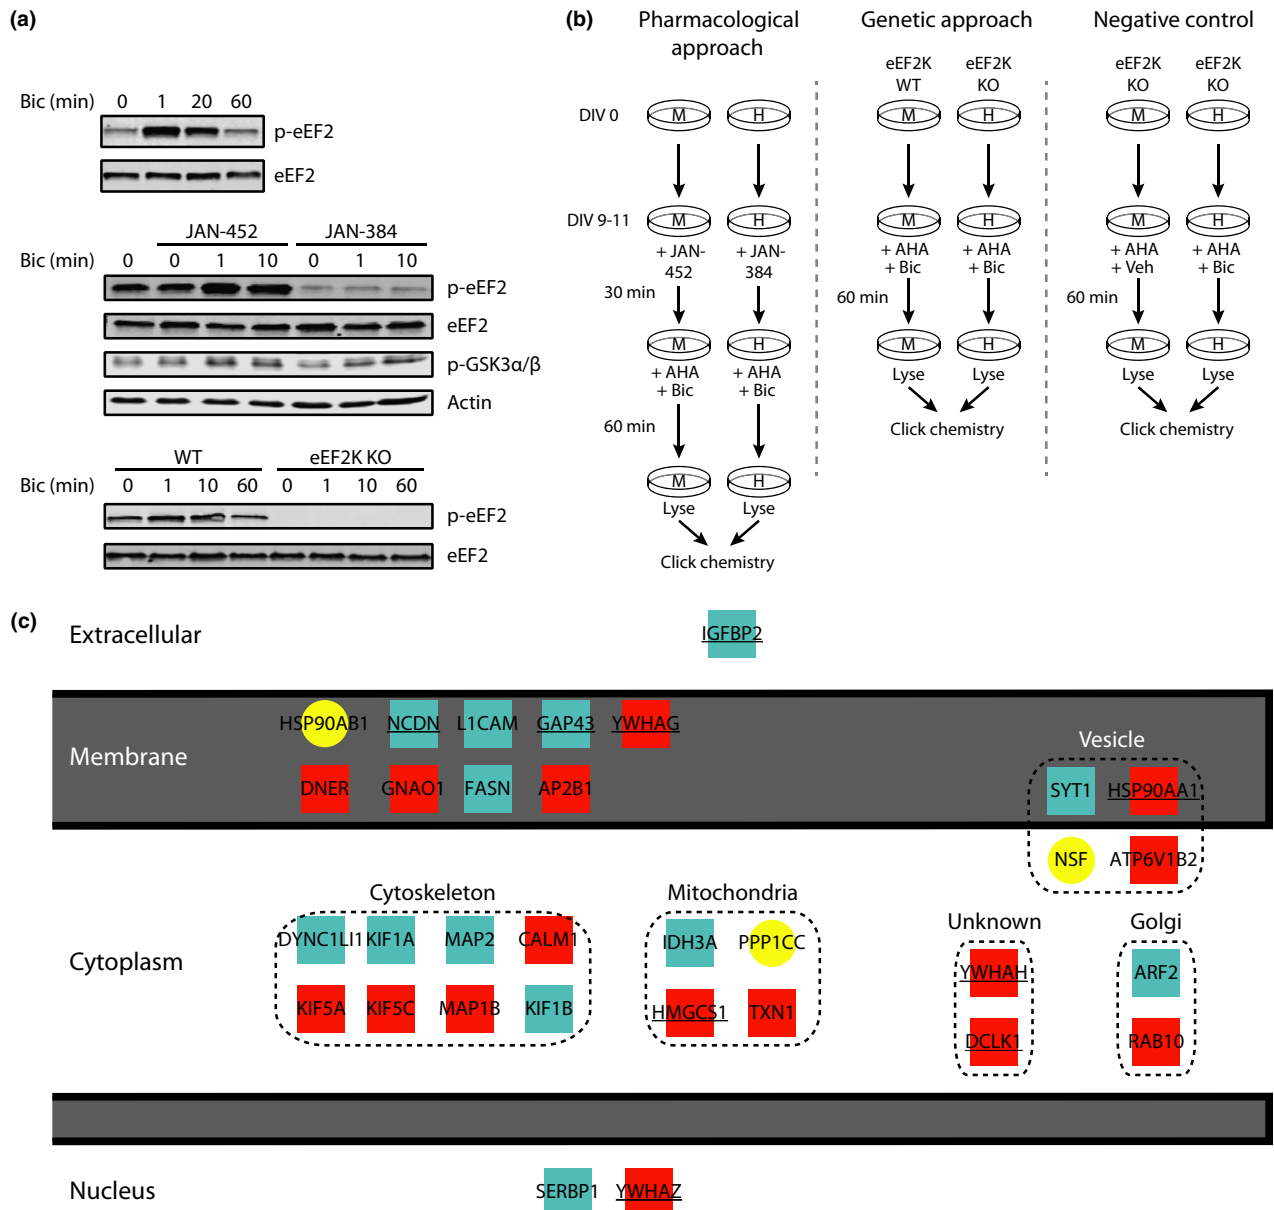 (a)
Bic (min) 0 1 20 60
p-eEF2
eEF2
JAN-452 JAN-384
Bic (min) 0 0 1 10 0 1 10
p-eEF2
eEF2
p-GSK3α/β
Actin
WT eEF2K KO
Bic (min) 0 1 10 60 0 1 10 60
p-eEF2
eEF2
(b)
Pharmacological
approach
DIV 0 M H
DIV 9-11 M H
+ JAN- + JAN-
452 384
30 min
M H
+ AHA + AHA
+ Bic + Bic
60 min
M H
Lyse Lyse
Click chemistry
Genetic approach
eEF2K eEF2K
WT KO
M H
M H
+ AHA + AHA
+ Bic + Bic
60 min
M H
Lyse Lyse
Click chemistry
Negative control
eEF2K eEF2K
KO KO
M H
M H
+ AHA + AHA
+ Veh + Bic
60 min
M H
Lyse Lyse
Click chemistry
(c)
Extracellular
IGFBP2
Membrane
HSP90AB1 NCDN L1CAM GAP43 YWHAG
DNER GNAO1 FASN AP2B1
Vesicle
SYT1 HSP90AA1
NSF ATP6V1B2
Cytoplasm
Cytoskeleton
DYNC1LI1 KIF1A MAP2 CALM1
KIF5A KIF5C MAP1B KIF1B
Mitochondria
IDH3A PPP1CC
HMGCS1 TXN1
Unknown
YWHAH
DCLK1
Golgi
ARF2
RAB10
Nucleus
SERBP1 YWHAZ